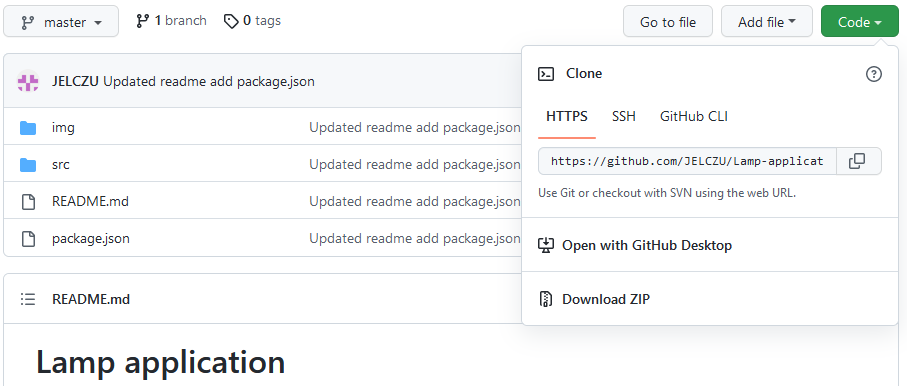 master 1 branch 0 tags Go to file Add file Code
JELCZU Updated readme add package.json
img Updated readme add package.json
src Updated readme add package.json
README.md Updated readme add package.json
package.json Updated readme add package.json
Clone
HTTPS SSH GitHub CLI
https://github.com/JELCZU/Lamp-applicat
Use Git or checkout with SVN using the web URL.
Open with GitHub Desktop
Download ZIP
README.md
Lamp application